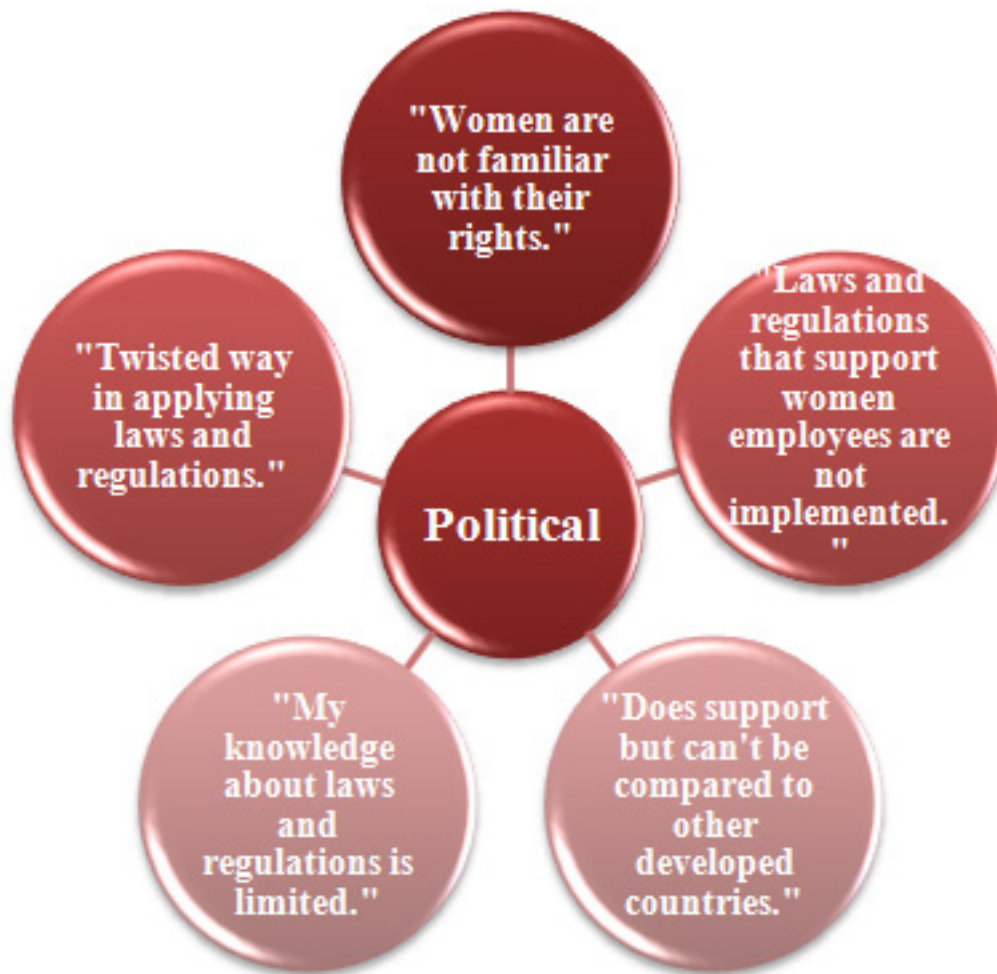 "Women are
not familiar
with their
rights."
"Laws and
regulations
that support
women
employees are
not
implemented.
"
"Does support
but can't be
compared to
other
developed
countries."
"My
knowledge
about laws
and
regulations is
limited."
"Twisted way
in applying
laws and
regulations."
Political